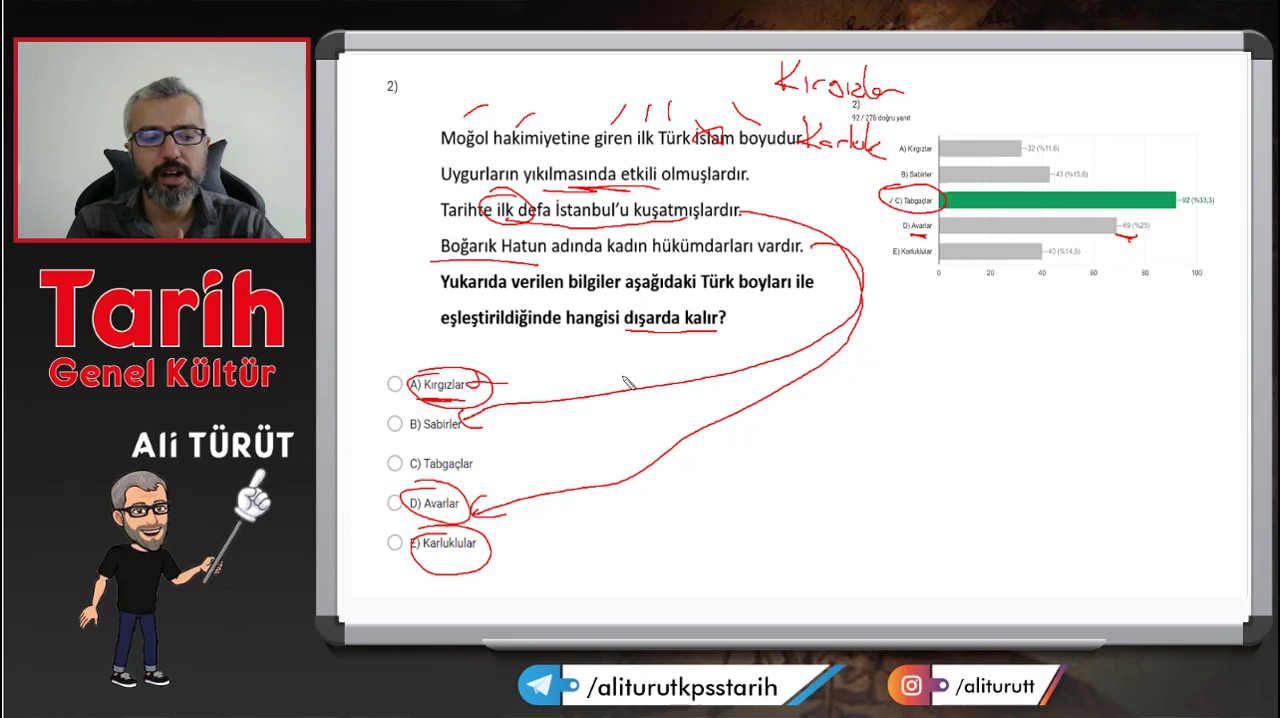 2)
Kırgızlar
Moğol hakimiyetine giren ilk Türk islam boyudur.
Karluk
Uygurların yıkılmasında etkili olmuşlardır.
Tarihte ilk defa İstanbul'u kuşatmışlardır.
Boğarık Hatun adında kadın hükümdarları vardır.
Yukarıda verilen bilgiler aşağıdaki Türk boyları ile
eşleştirildiğinde hangisi dışarda kalır?
A) Kırgızlar
B) Sabirler
C) Tabgaçlar
D) Avarlar
E) Karluklular
2)
92 / 276 doğru yanıt
A) Kırgızlar 32 (%11,6)
B) Sabirler 43 (%15,6)
✓ C) Tabgaçlar 92 (%33,3)
D) Avarlar 69 (%25)
E) Karluklular 40 (%14,5)
0 20 40 60 80 100
Tarih
Genel Kültür
Ali TÜRÜT
/aliturutkpsstarih
/aliturutt